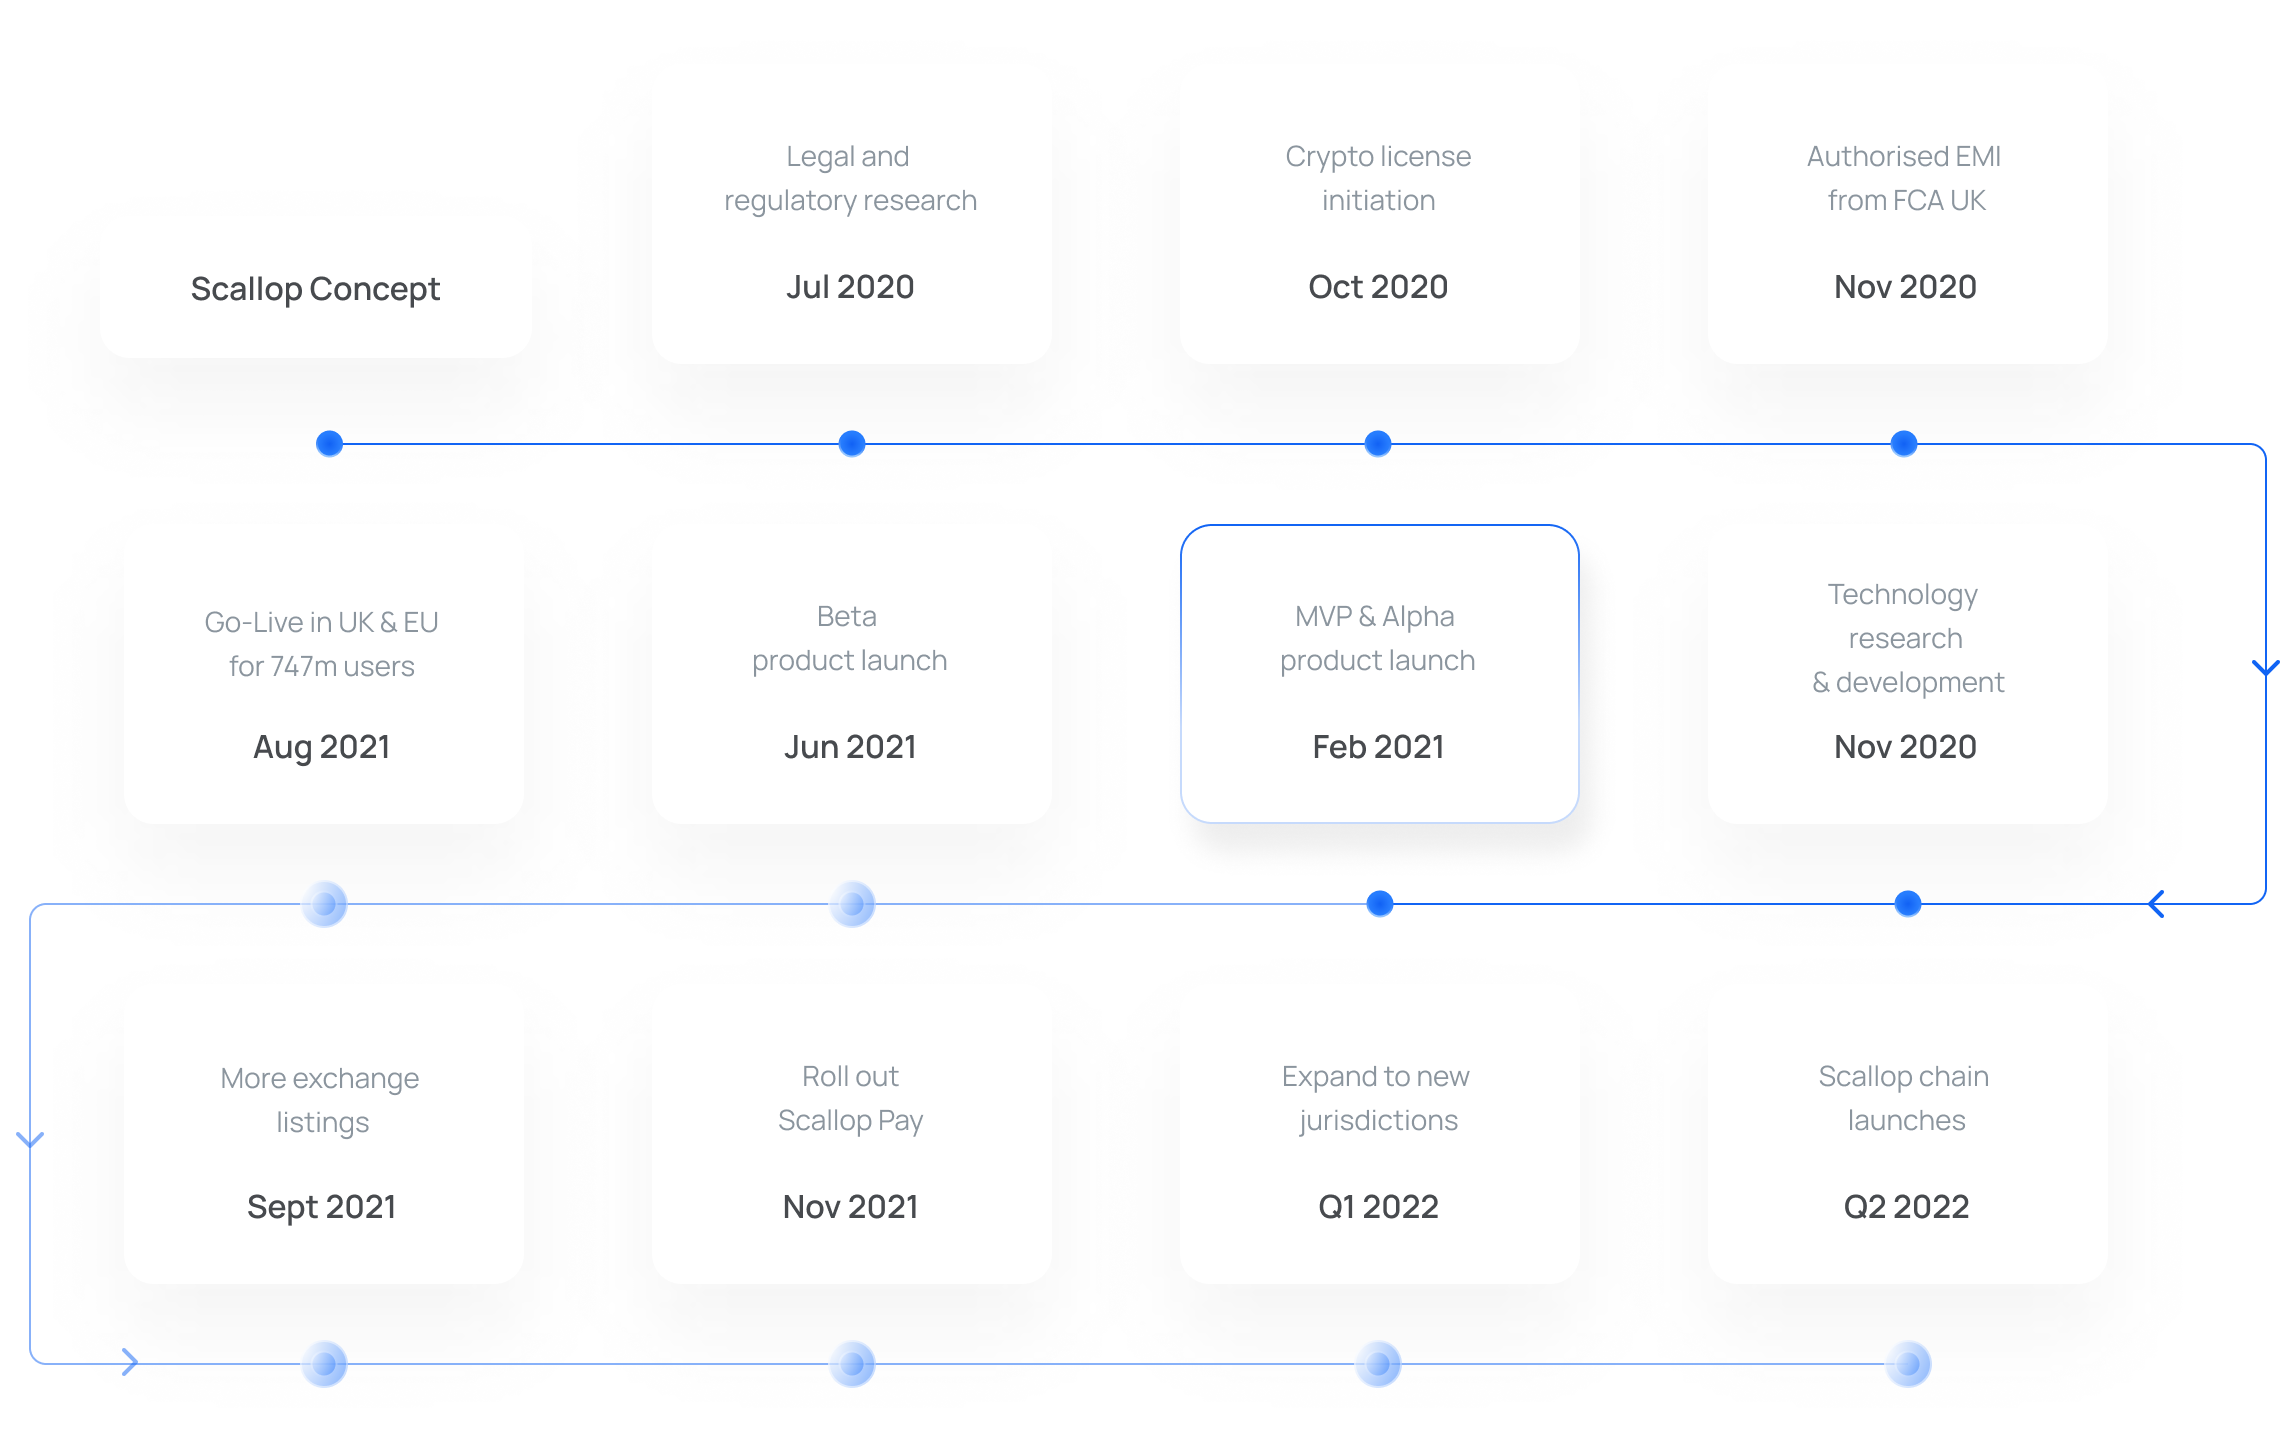 Scallop Concept
Legal and
regulatory research
Jul 2020
Crypto license
initiation
Oct 2020
Authorised EMI
from FCA UK
Nov 2020
Go-Live in UK & EU
for 747m users
Aug 2021
Beta
product launch
Jun 2021
MVP & Alpha
product launch
Feb 2021
Technology
research
& development
Nov 2020
More exchange
listings
Sept 2021
Roll out
Scallop Pay
Nov 2021
Expand to new
jurisdictions
Q1 2022
Scallop chain
launches
Q2 2022